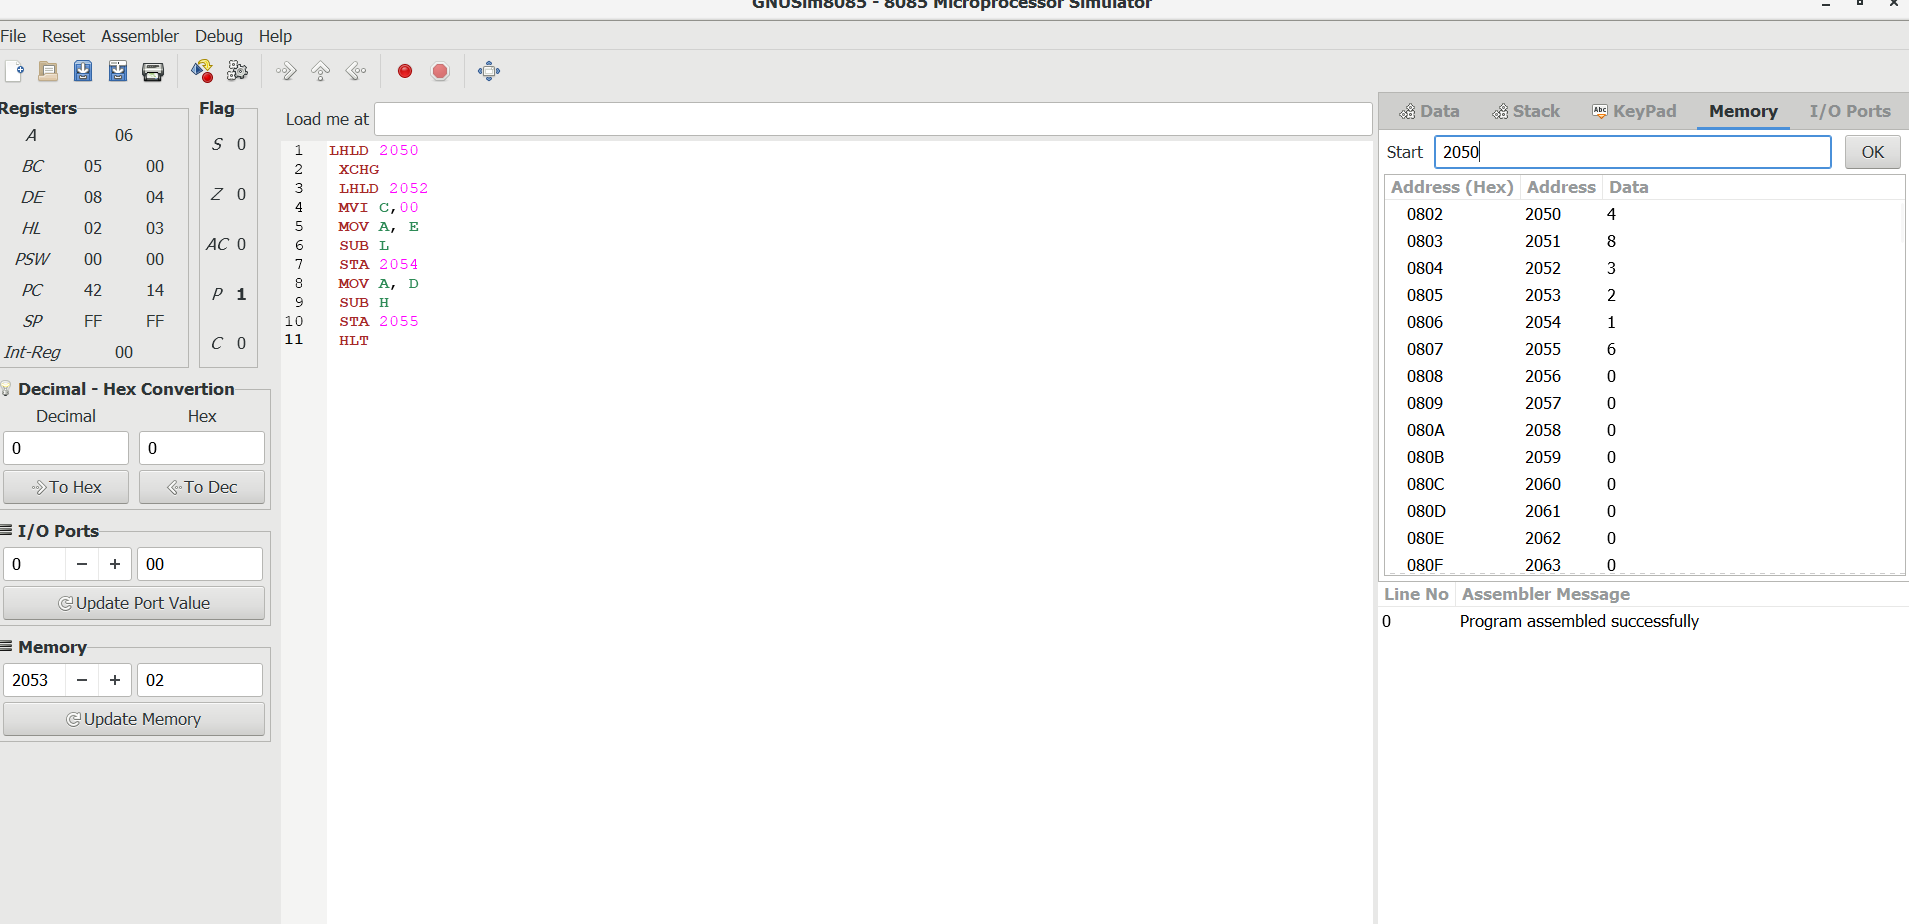 GNUSim8085 - 8085 Microprocessor Simulator
File Reset Assembler Debug Help
Registers
A 06
BC 05 00
DE 08 04
HL 02 03
PSW 00 00
PC 42 14
SP FF FF
Int-Reg 00
Flag
S 0
Z 0
AC 0
P 1
C 0
Decimal - Hex Convertion
Decimal Hex
0 0
To Hex To Dec
I/O Ports
0 − + 00
Update Port Value
Memory
2053 − + 02
Update Memory
Load me at
1 LHLD 2050
2 XCHG
3 LHLD 2052
4 MVI C,00
5 MOV A, E
6 SUB L
7 STA 2054
8 MOV A, D
9 SUB H
10 STA 2055
11 HLT
Data Stack Abc KeyPad Memory I/O Ports
Start 2050 OK
Address (Hex) Address Data
0802 2050 4
0803 2051 8
0804 2052 3
0805 2053 2
0806 2054 1
0807 2055 6
0808 2056 0
0809 2057 0
080A 2058 0
080B 2059 0
080C 2060 0
080D 2061 0
080E 2062 0
080F 2063 0
Line No Assembler Message
0 Program assembled successfully